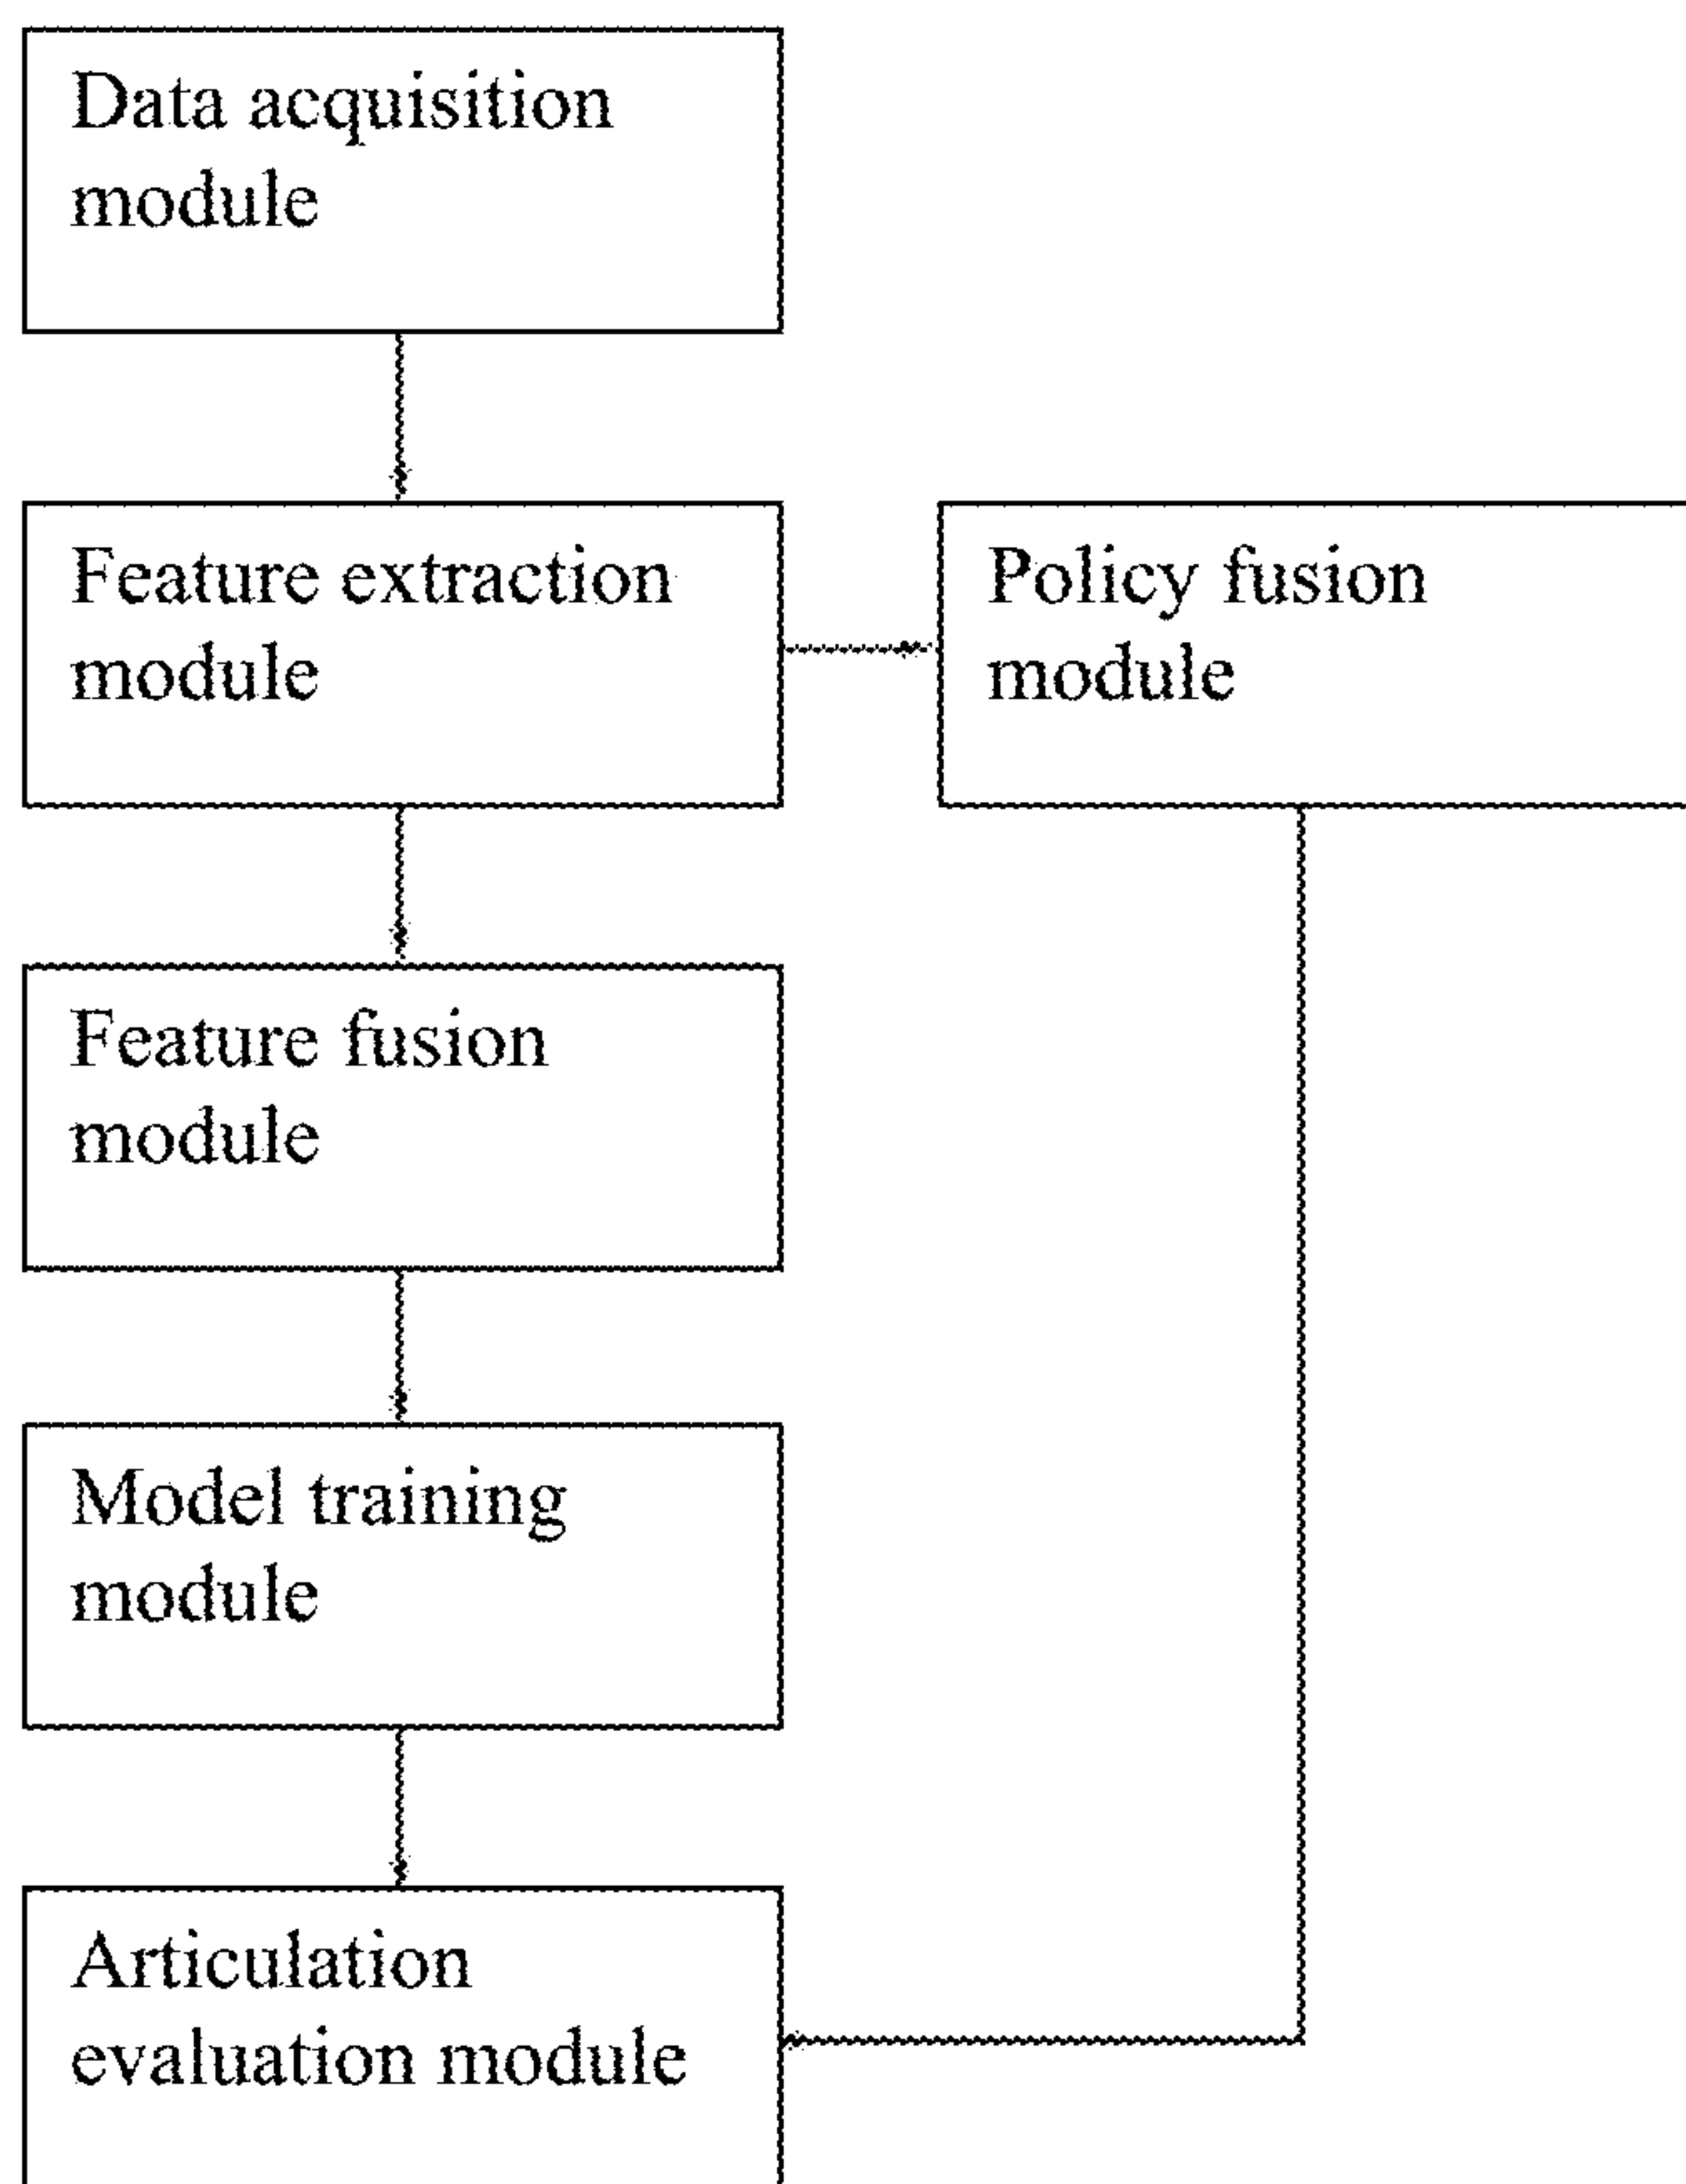 Data acquisition
module
Feature extraction
module
Policy fusion
module
Feature fusion
module
Model training
module
Articulation
evaluation module